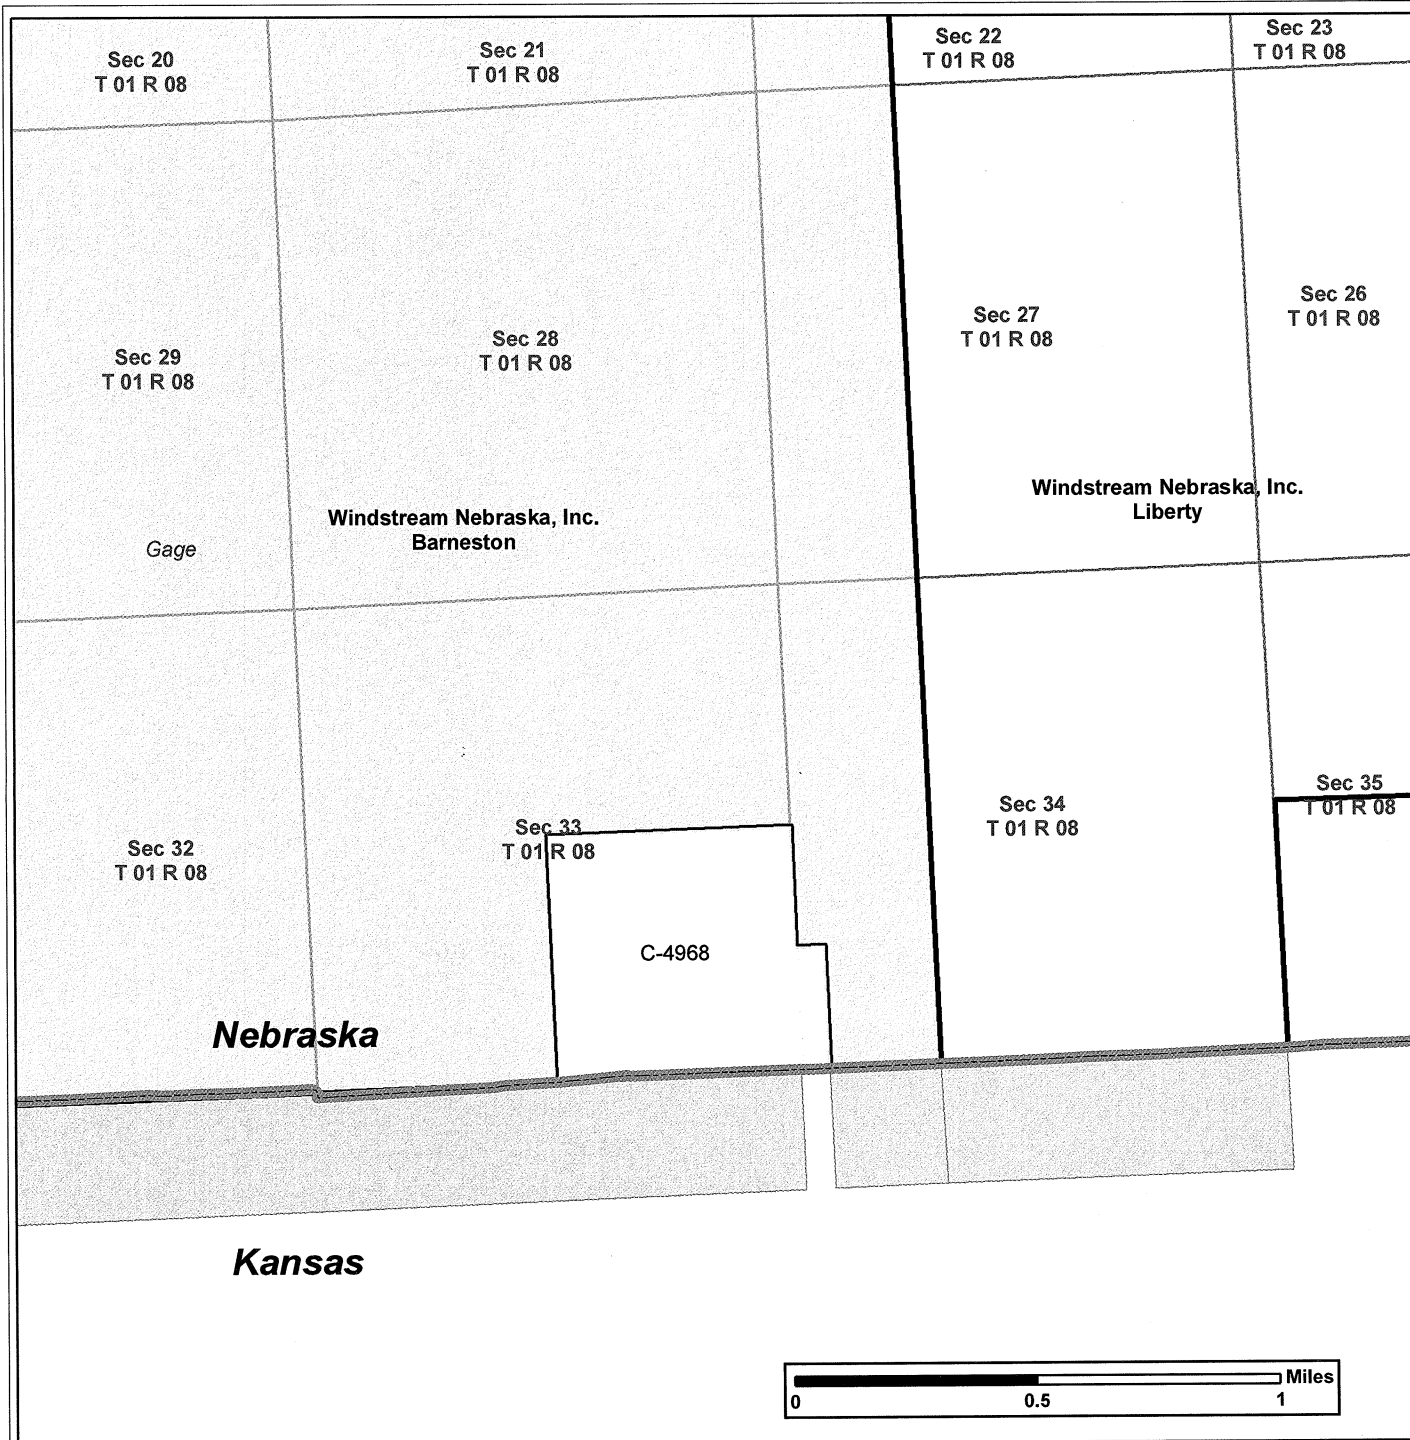 Sec 20
T 01 R 08
Sec 21
T 01 R 08
Sec 22
T 01 R 08
Sec 23
T 01 R 08
Sec 29
T 01 R 08
Sec 28
T 01 R 08
Sec 27
T 01 R 08
Sec 26
T 01 R 08
Gage
Windstream Nebraska, Inc.
Barneston
Windstream Nebraska, Inc.
Liberty
Sec 32
T 01 R 08
Sec 33
T 01 R 08
Sec 34
T 01 R 08
Sec 35
T 01 R 08
C-4968
Nebraska
Kansas
Miles
0 0.5 1